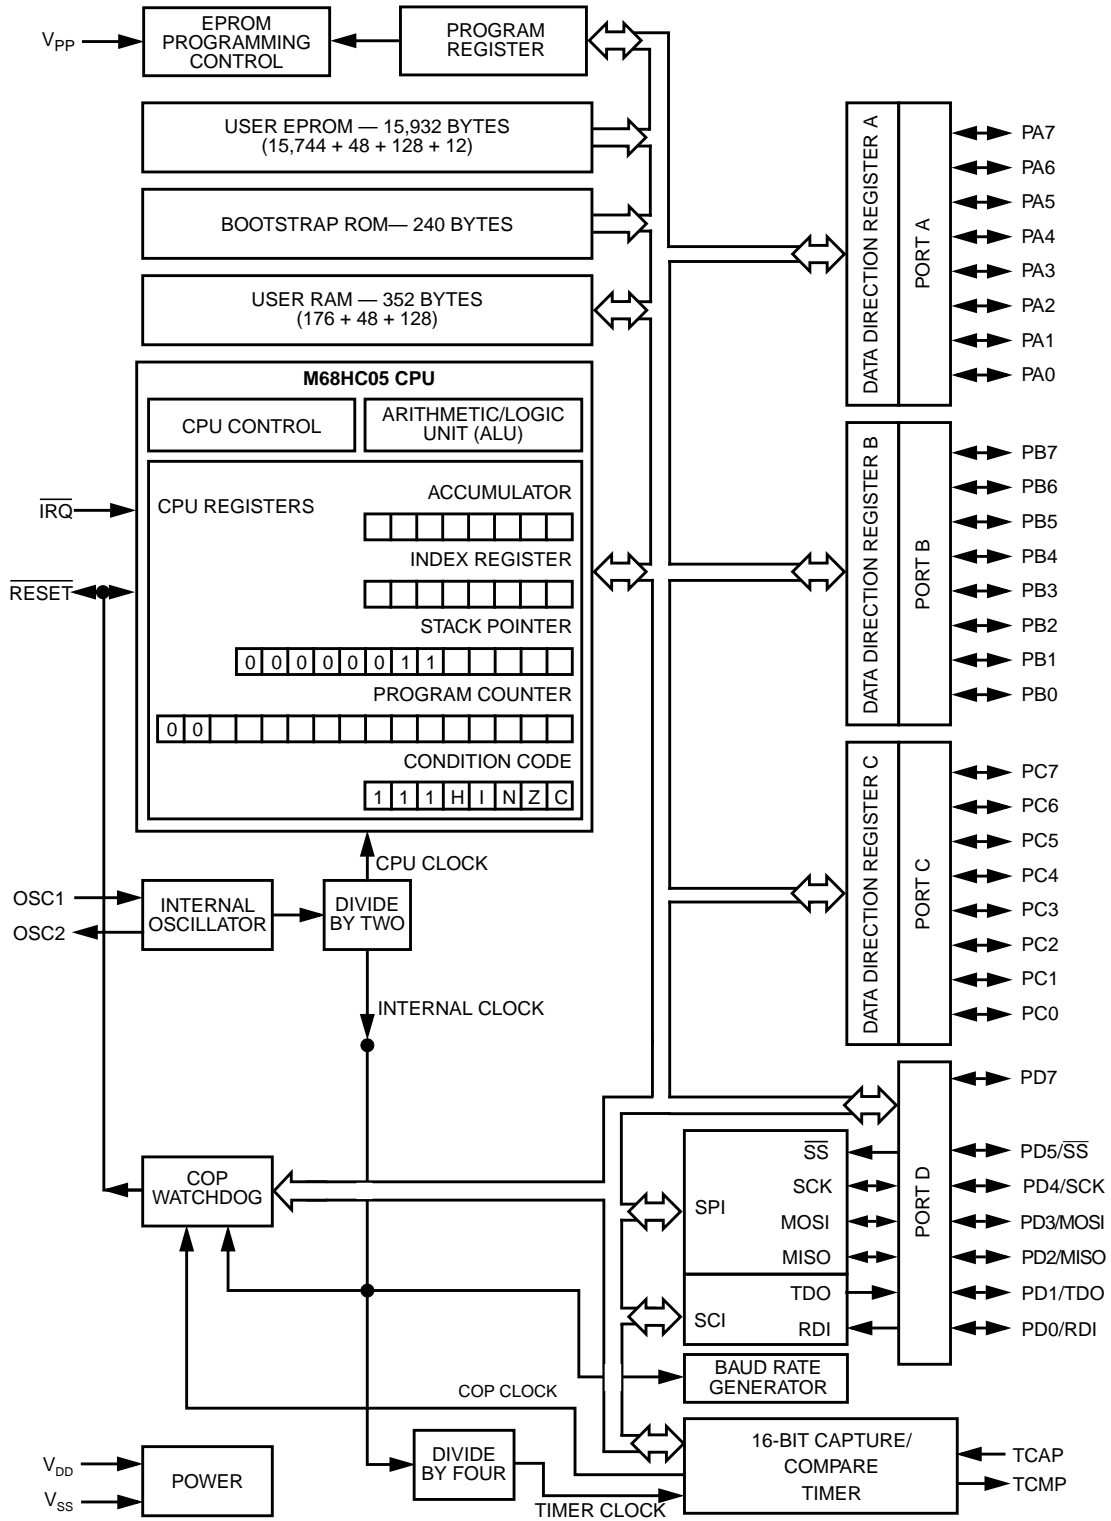 EPROM
PROGRAMMING
CONTROL
PROGRAM
REGISTER
VPP
USER EPROM — 15,932 BYTES
(15,744 + 48 + 128 + 12)
BOOTSTRAP ROM— 240 BYTES
USER RAM — 352 BYTES
(176 + 48 + 128)
M68HC05 CPU
CPU CONTROL
ARITHMETIC/LOGIC
UNIT (ALU)
CPU REGISTERS
ACCUMULATOR
INDEX REGISTER
STACK POINTER
0 0 0 0 0 0 1 1
PROGRAM COUNTER
0 0
CONDITION CODE
1 1 1 H I N Z C
IRQ
RESET
CPU CLOCK
OSC1
OSC2
INTERNAL
OSCILLATOR
DIVIDE
BY TWO
INTERNAL CLOCK
COP
WATCHDOG
COP CLOCK
DIVIDE
BY FOUR
TIMER CLOCK
VDD
VSS
POWER
DATA DIRECTION REGISTER A
PORT A
PA7
PA6
PA5
PA4
PA3
PA2
PA1
PA0
DATA DIRECTION REGISTER B
PORT B
PB7
PB6
PB5
PB4
PB3
PB2
PB1
PB0
DATA DIRECTION REGISTER C
PORT C
PC7
PC6
PC5
PC4
PC3
PC2
PC1
PC0
PORT D
PD7
PD5/SS
PD4/SCK
PD3/MOSI
PD2/MISO
PD1/TDO
PD0/RDI
SPI
SS
SCK
MOSI
MISO
SCI
TDO
RDI
BAUD RATE
GENERATOR
16-BIT CAPTURE/
COMPARE
TIMER
TCAP
TCMP